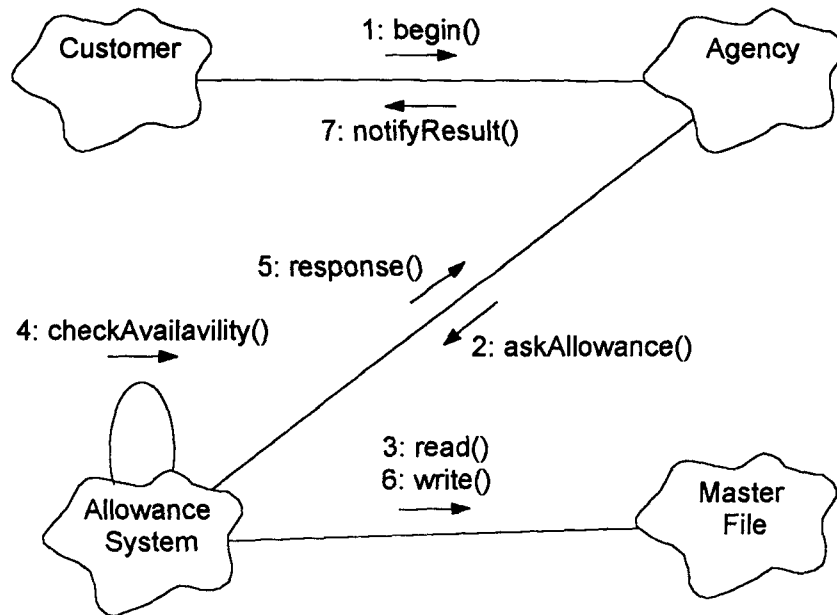 Customer
1: begin()
Agency
7: notifyResult()
5: response()
4: checkAvailavility()
2: askAllowance()
3: read()
6: write()
Allowance
System
Master
File